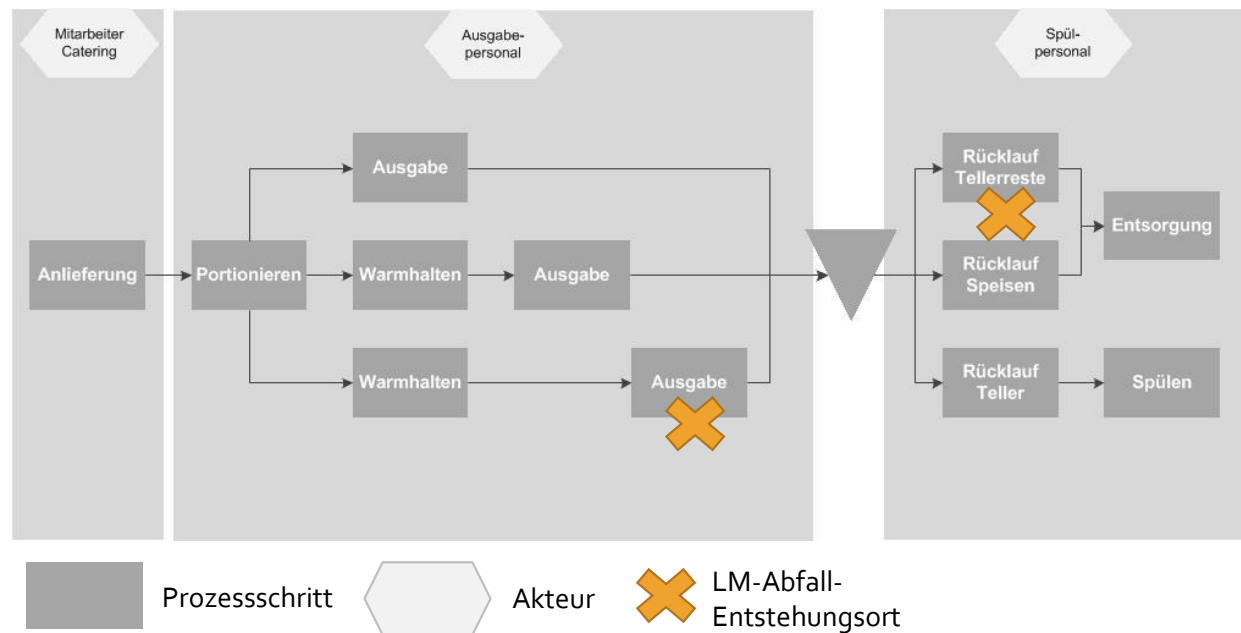 Mitarbeiter
Catering
Ausgabe-
personal
Spül-
personal
Ausgabe
Rücklauf
Tellerreste
Entsorgung
Anlieferung
Portionieren
Warmhalten
Ausgabe
Rücklauf
Speisen
Warmhalten
Ausgabe
Rücklauf
Teller
Spülen
Prozessschritt
Akteur
LM-Abfall-
Entstehungsort